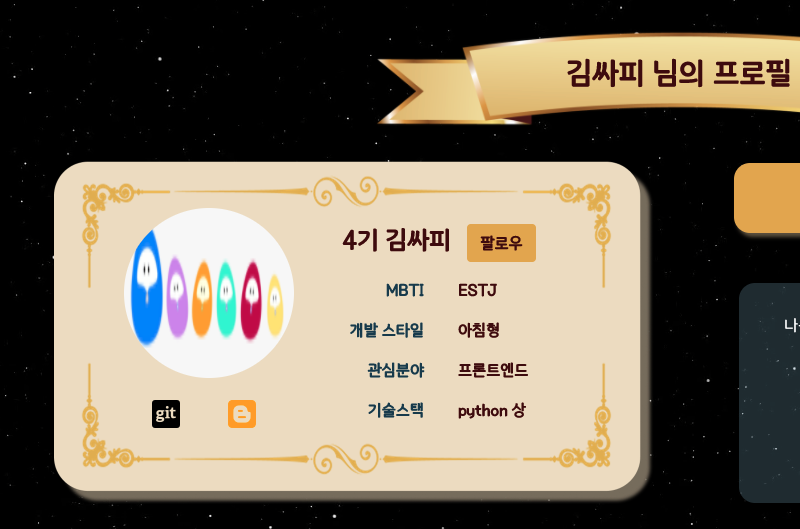 김싸피 님의 프로필
4기 김싸피 팔로우
MBTI ESTJ
개발 스타일 아침형
관심분야 프론트엔드
기술스택 python 상
git
나